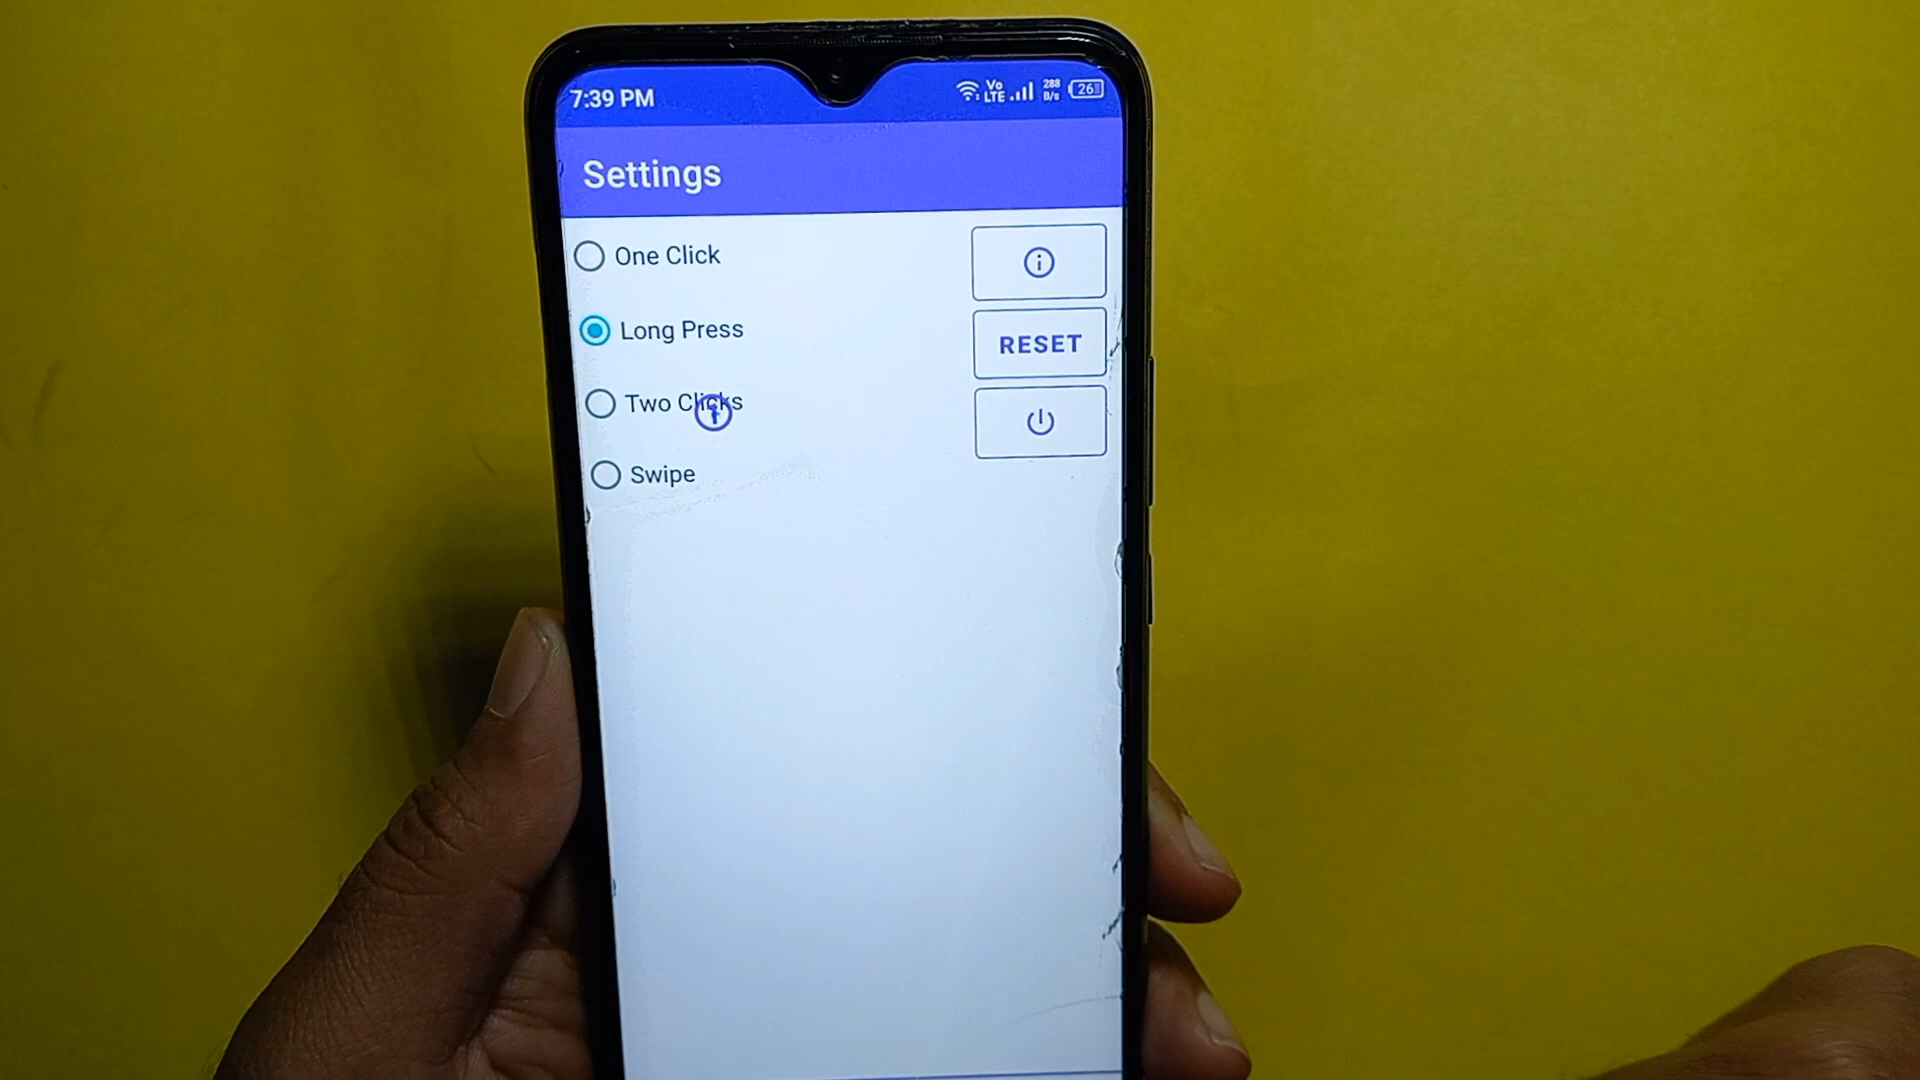 7:39 PM
Vo LTE
288 B/s
26
Settings
One Click
Long Press
RESET
Two Clicks
Swipe